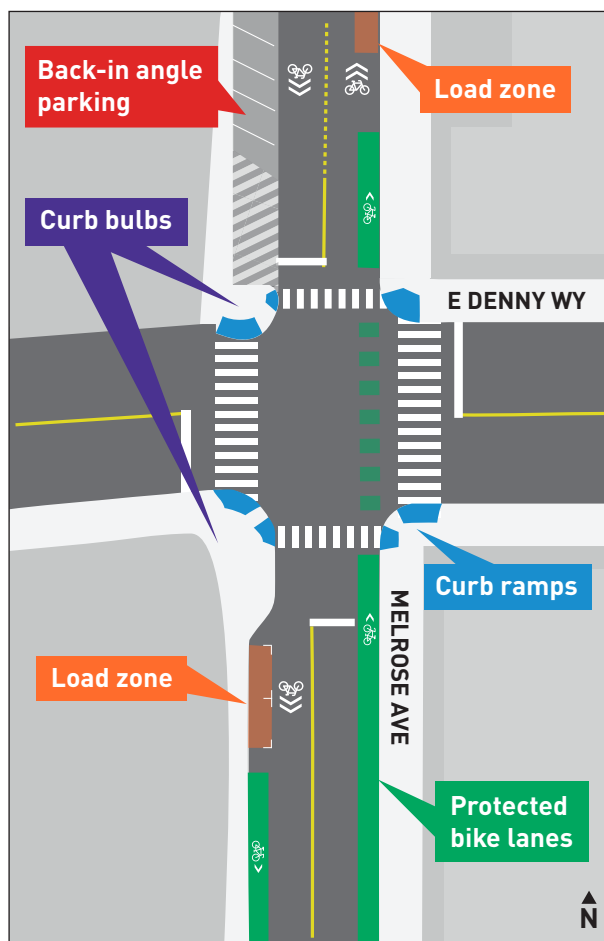 Back-in angle
parking
Load zone
Curb bulbs
E DENNY WY
Curb ramps
MELROSE AVE
Load zone
Protected
bike lanes
N